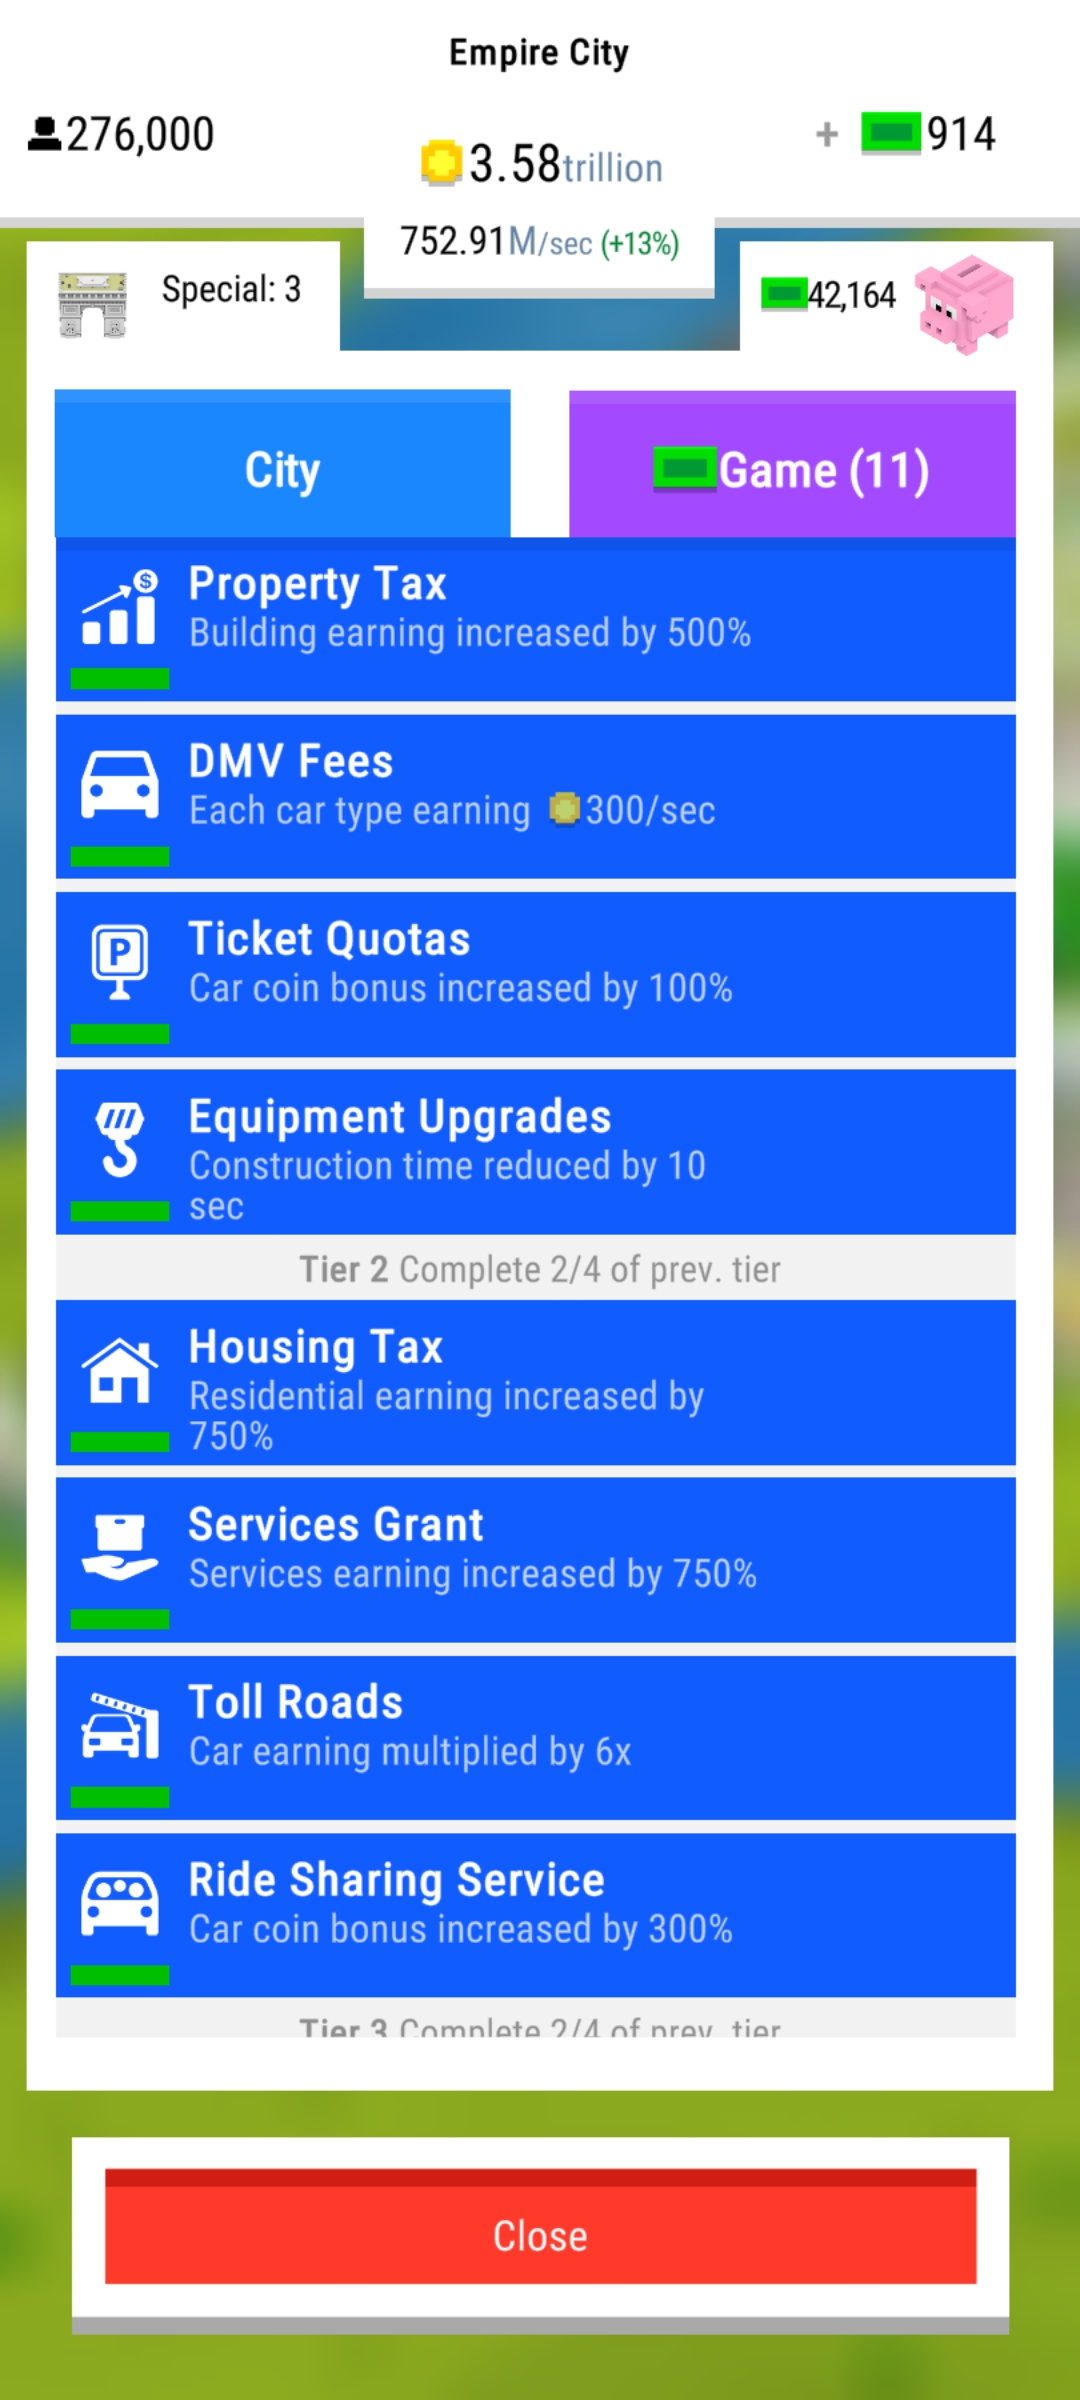 Empire City
276,000
3.58trillion
+ 914
752.91M/sec (+13%)
Special: 3
42,164
City
Game (11)
$
Property Tax
Building earning increased by 500%
DMV Fees
Each car type earning 300/sec
P
Ticket Quotas
Car coin bonus increased by 100%
Equipment Upgrades
Construction time reduced by 10
sec
Tier 2 Complete 2/4 of prev. tier
Housing Tax
Residential earning increased by
750%
Services Grant
Services earning increased by 750%
Toll Roads
Car earning multiplied by 6x
Ride Sharing Service
Car coin bonus increased by 300%
Tier 3 Complete 2/4 of prev. tier
Close